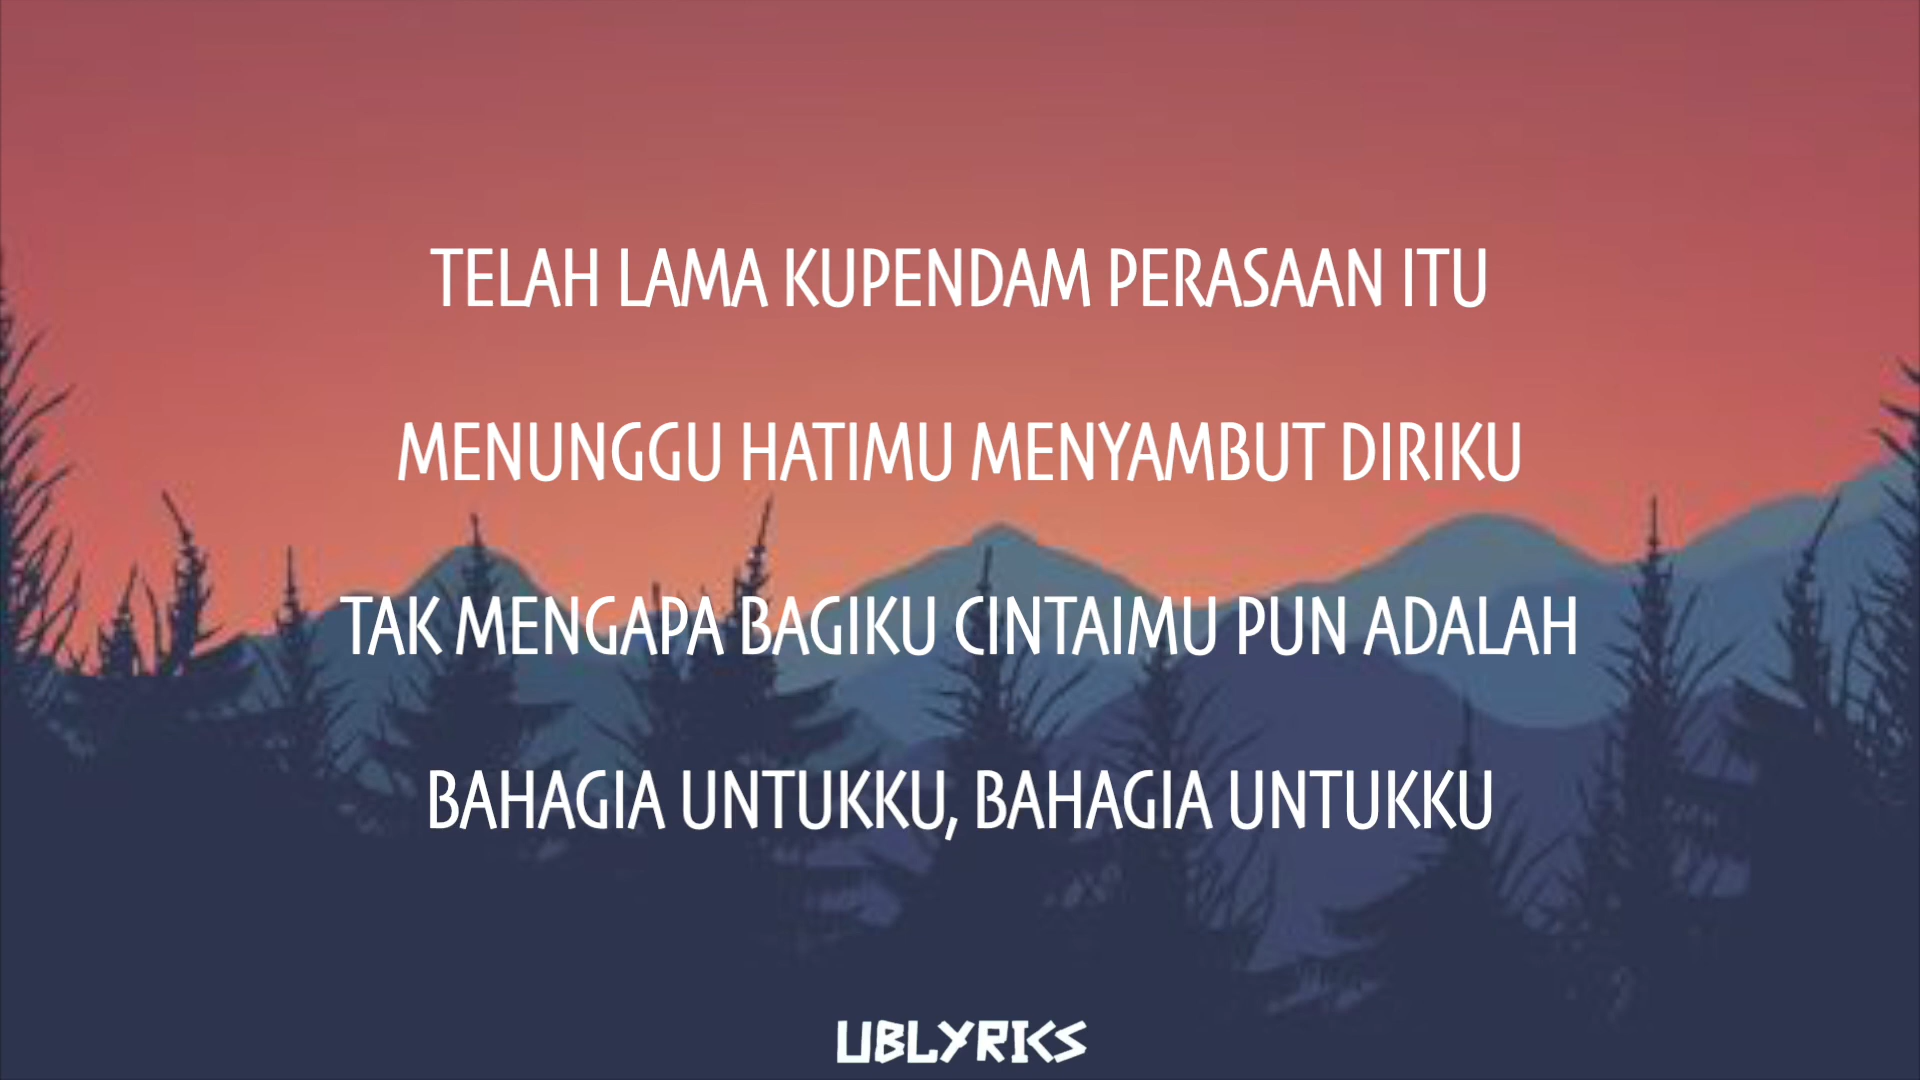 TELAH LAMA KUPENDAM PERASAAN ITU
MENUNGGU HATIMU MENYAMBUT DIRIKU
TAK MENGAPA BAGIKU CINTAIMU PUN ADALAH
BAHAGIA UNTUKKU, BAHAGIA UNTUKKU
UBLYRICS